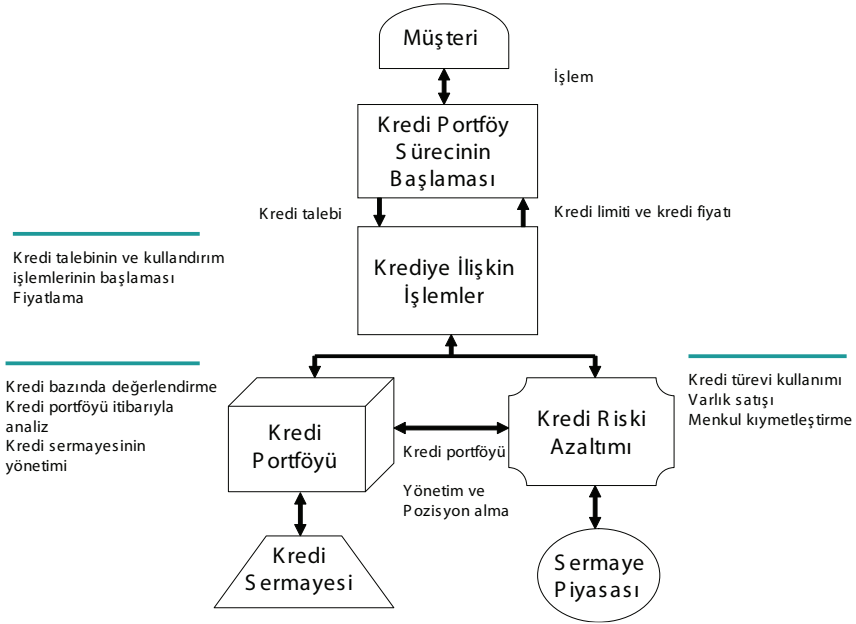 Müşteri
İşlem
Kredi Portföy
Sürecinin
Başlaması
Kredi talebi
Kredi limiti ve kredi fiyatı
Kredi talebinin ve kullandırım
işlemlerinin başlaması
Fiyatlama
Krediye İlişkin
İşlemler
Kredi bazında değerlendirme
Kredi portföyü itibarıyla
analiz
Kredi sermayesinin
yönetimi
Kredi
Portföyü
Kredi portföyü
Yönetim ve
Pozisyon alma
Kredi Riski
Azaltımı
Kredi türevi kullanımı
Varlık satışı
Menkul kıymetleştirme
Kredi
Sermayesi
Sermaye
Piyasası